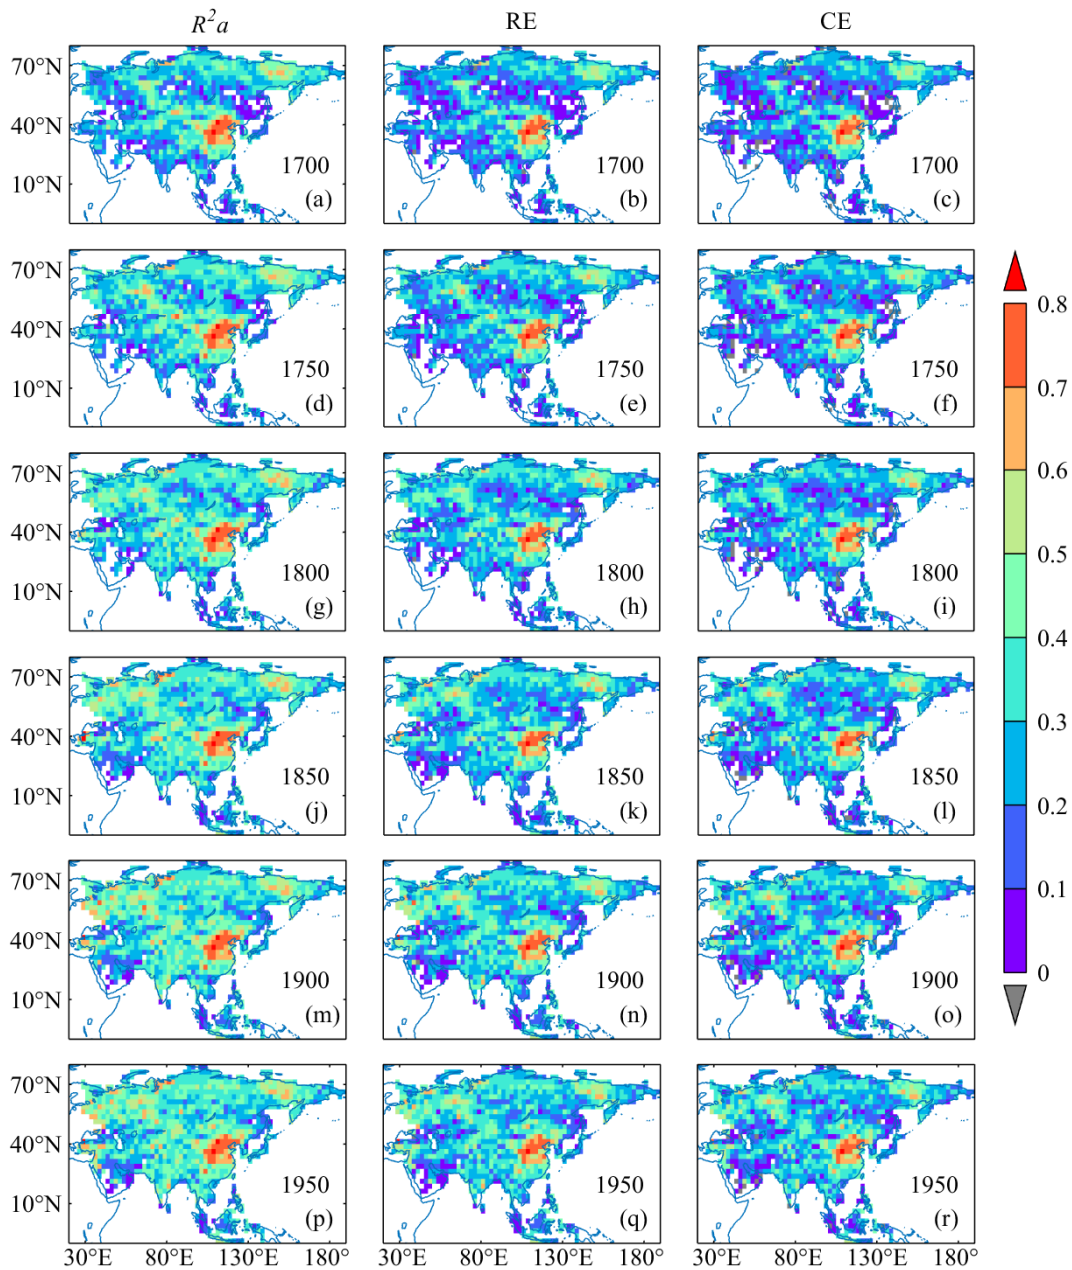 R²a RE CE
70°N
40°N
10°N
1700 1700 1700
(a) (b) (c)
70°N
40°N
10°N
1750 1750 1750
(d) (e) (f)
70°N
40°N
10°N
1800 1800 1800
(g) (h) (i)
70°N
40°N
10°N
1850 1850 1850
(j) (k) (l)
70°N
40°N
10°N
1900 1900 1900
(m) (n) (o)
70°N
40°N
10°N
1950 1950 1950
(p) (q) (r)
30°E 80°E 130°E 180° 30°E 80°E 130°E 180° 30°E 80°E 130°E 180°
0.8
0.7
0.6
0.5
0.4
0.3
0.2
0.1
0